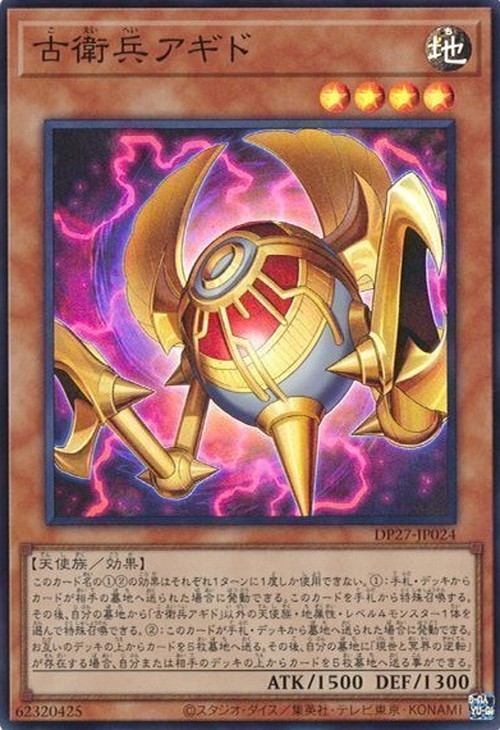 古衛兵アギド
地
DP27-JP024
【天使族／効果】
このカード名の①②の効果はそれぞれ1ターンに1度しか使用できない。①：手札・デッキから
カードが相手の墓地へ送られた場合に発動できる。このカードを手札から特殊召喚する。
その後、自分の墓地から「古衛兵アギド」以外の天使族・地属性・レベル4モンスター1体を
選んで特殊召喚できる。②：このカードが手札・デッキから墓地へ送られた場合に発動できる。
お互いのデッキの上からカードを5枚墓地へ送る。その後、自分の墓地に「現世と冥界の逆転」
が存在する場合、自分または相手のデッキの上からカードを5枚墓地へ送る事ができる。
ATK/1500 DEF/1300
62320425 ©スタジオ・ダイス／集英社・テレビ東京・KONAMI